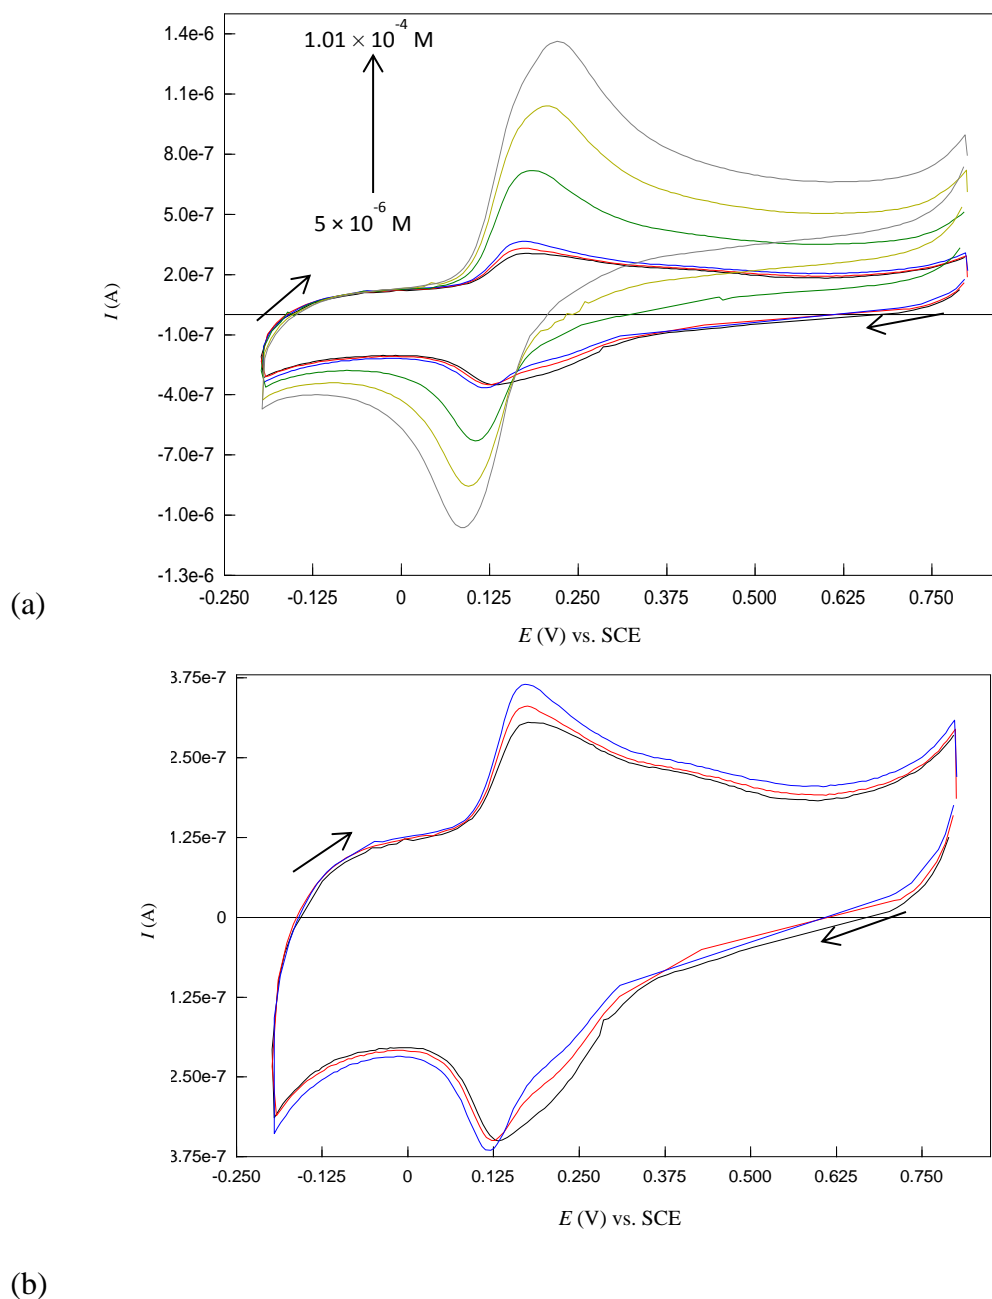 1.4e-6
1.01 × 10-4 M
1.1e-6
8.0e-7
5 × 10-6 M
5.0e-7
2.0e-7
I (A)
-1.0e-7
-4.0e-7
-7.0e-7
-1.0e-6
-1.3e-6
-0.250 -0.125 0 0.125 0.250 0.375 0.500 0.625 0.750
(a)
E (V) vs. SCE
3.75e-7
2.50e-7
1.25e-7
I (A)
0
1.25e-7
2.50e-7
3.75e-7
-0.250 -0.125 0 0.125 0.250 0.375 0.500 0.625 0.750
E (V) vs. SCE
(b)